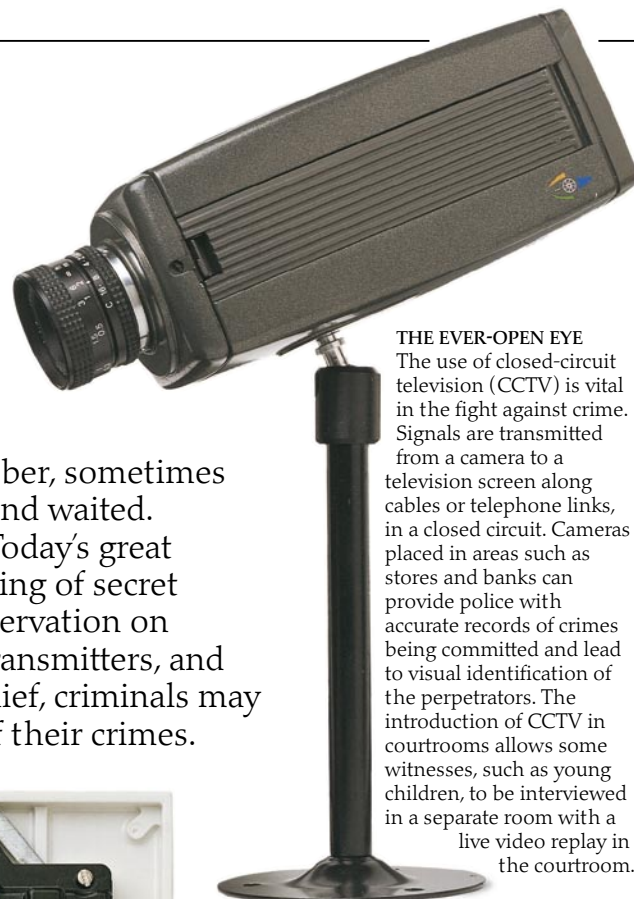 ber, sometimes
nd waited.
Today's great
ing of secret
ervation on
ransmitters, and
ief, criminals may
f their crimes.
THE EVER-OPEN EYE
The use of closed-circuit
television (CCTV) is vital
in the fight against crime.
Signals are transmitted
from a camera to a
television screen along
cables or telephone links,
in a closed circuit. Cameras
placed in areas such as
stores and banks can
provide police with
accurate records of crimes
being committed and lead
to visual identification of
the perpetrators. The
introduction of CCTV in
courtrooms allows some
witnesses, such as young
children, to be interviewed
in a separate room with a
live video replay in
the courtroom.